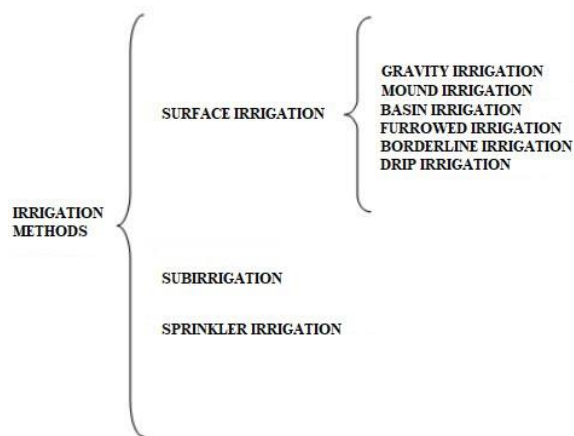 GRAVITY IRRIGATION
MOUND IRRIGATION
BASIN IRRIGATION
FURROWED IRRIGATION
BORDERLINE IRRIGATION
DRIP IRRIGATION
SURFACE IRRIGATION
IRRIGATION
METHODS
SUBIRRIGATION
SPRINKLER IRRIGATION